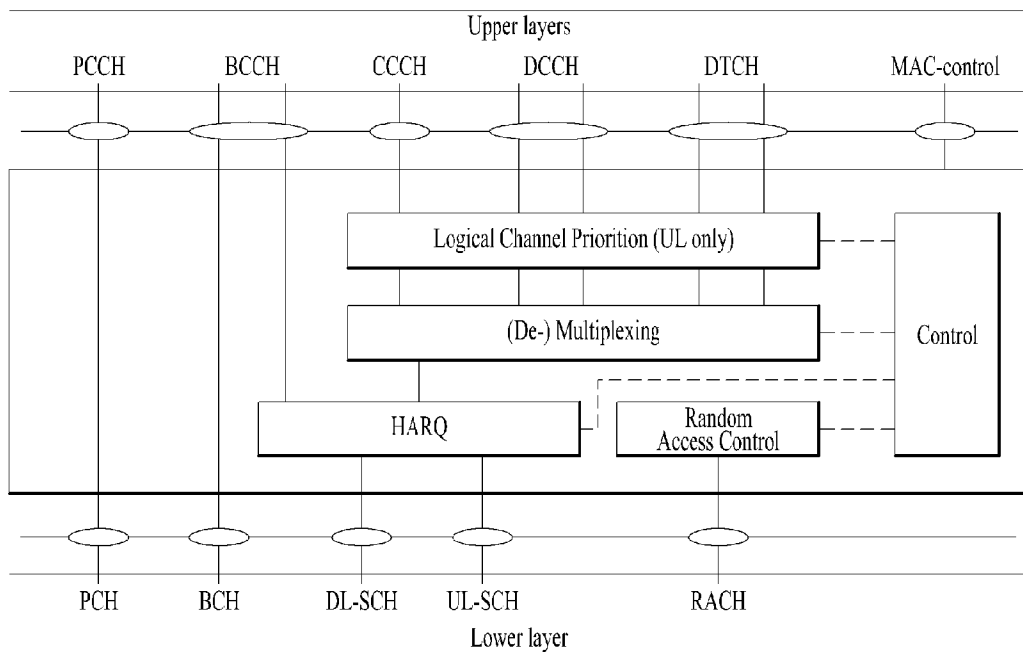 Upper layers
PCCH BCCH CCCH DCCH DTCH MAC-control
Logical Channel Priorition (UL only)
(De-) Multiplexing
Control
HARQ
Random
Access Control
PCH BCH DL-SCH UL-SCH RACH
Lower layer